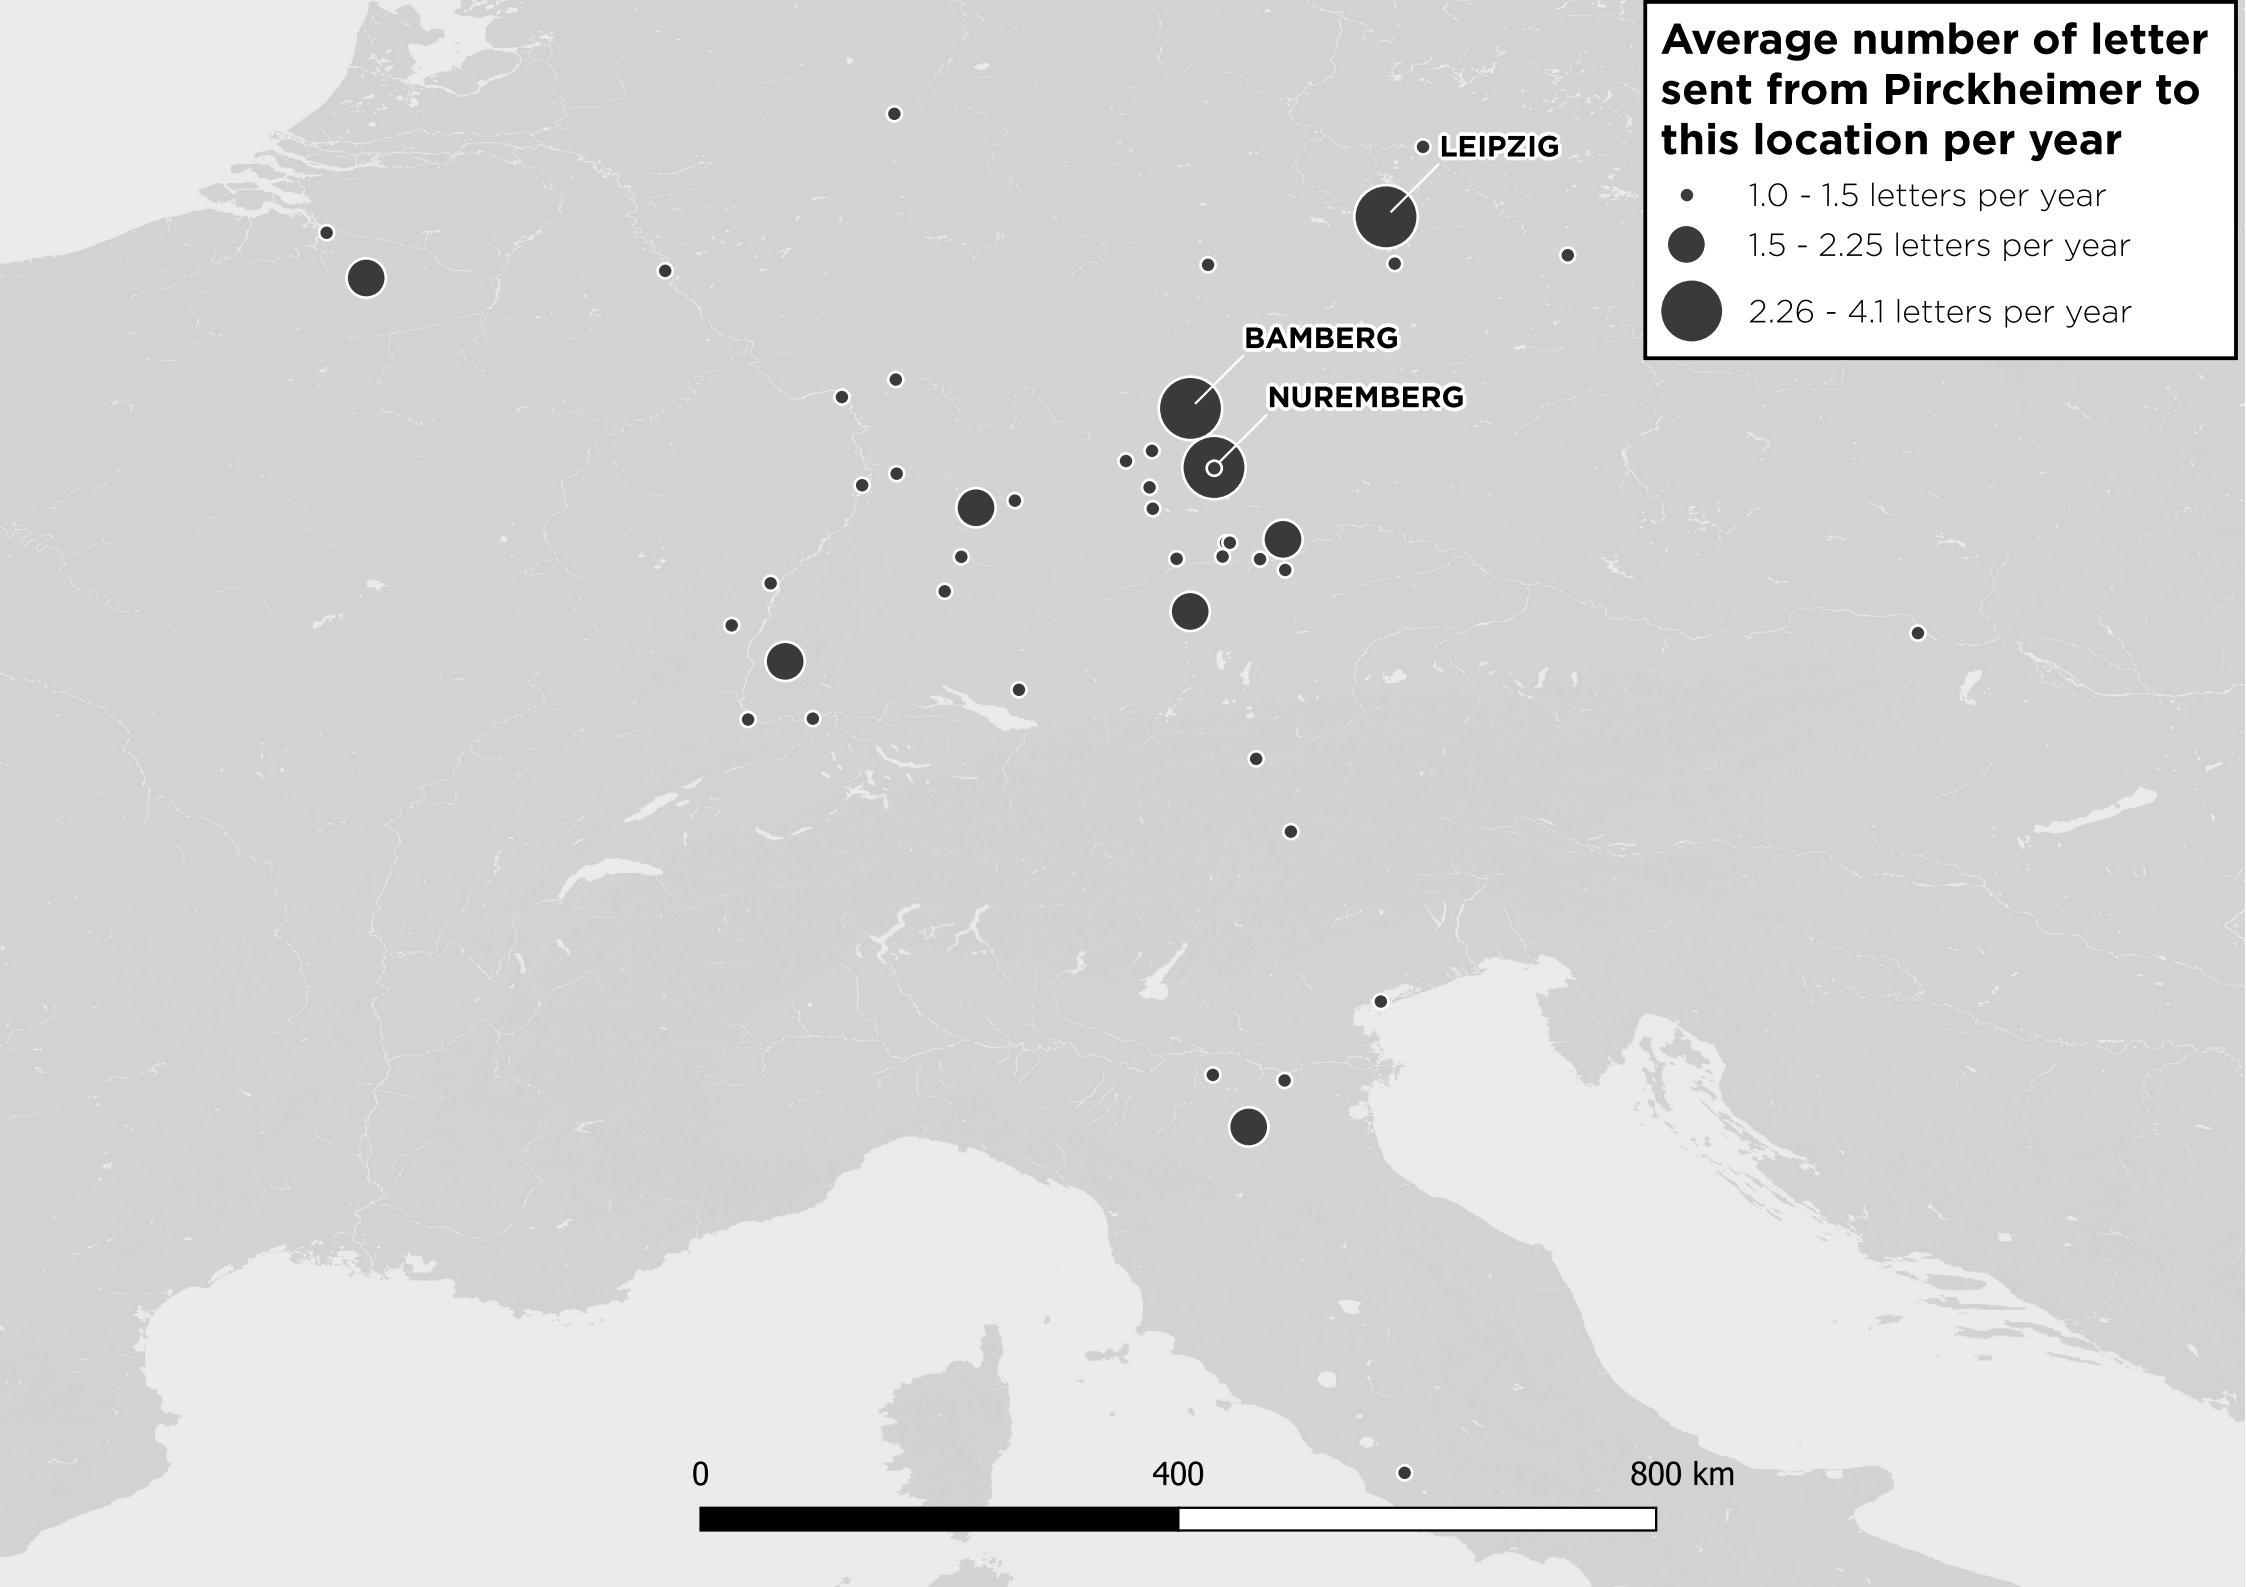 Average number of letter
sent from Pirckheimer to
this location per year
1.0 - 1.5 letters per year
1.5 - 2.25 letters per year
2.26 - 4.1 letters per year
LEIPZIG
BAMBERG
NUREMBERG
0 400 800 km